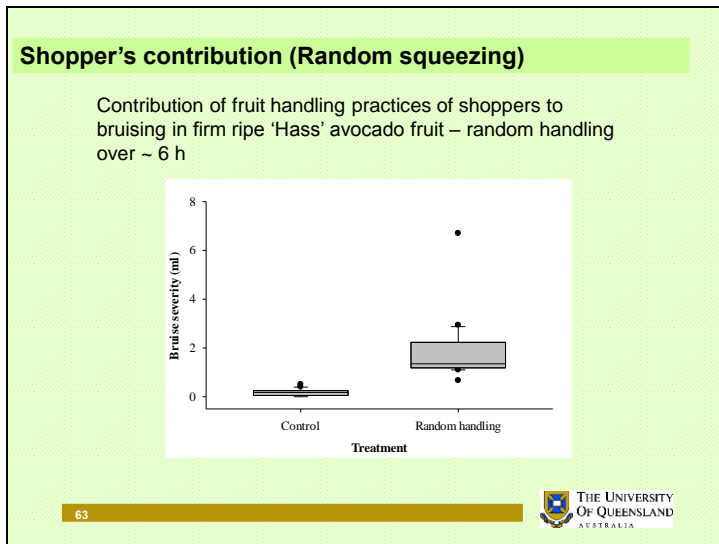 Shopper's contribution (Random squeezing)
Contribution of fruit handling practices of shoppers to
bruising in firm ripe 'Hass' avocado fruit – random handling
over ~ 6 h
8
6
4
2
0
Bruise severity (ml)
Control
Random handling
Treatment
63
THE UNIVERSITY
OF QUEENSLAND
AUSTRALIA